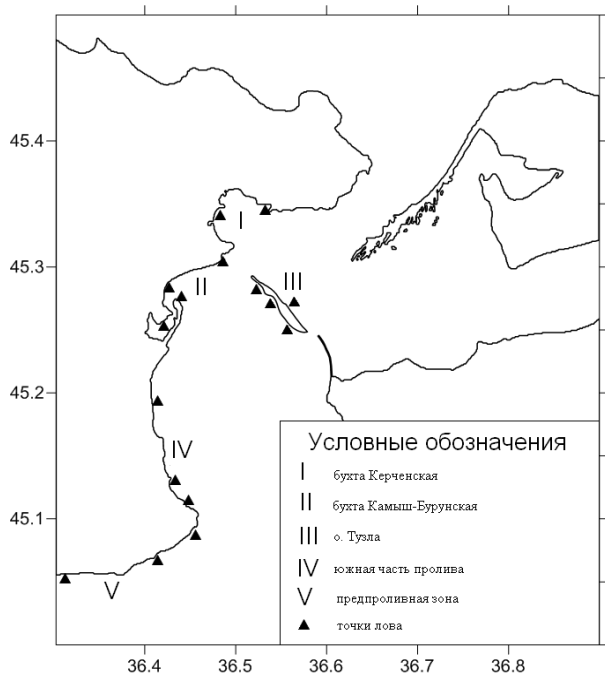 45.4
I
45.3
II
III
45.2
IV
45.1
V
Условные обозначения
I бухта Керченская
II бухта Камыш-Бурунская
III о. Тузла
IV южная часть пролива
V предпроливная зона
точки лова
36.4 36.5 36.6 36.7 36.8